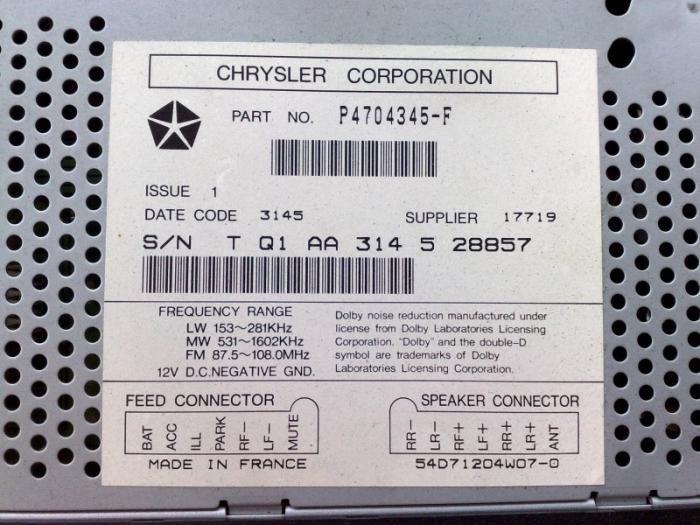 CHRYSLER CORPORATION
PART NO. P4704345-F
ISSUE 1
DATE CODE 3145 SUPPLIER 17719
S/N T Q1 AA 314 5 28857
FREQUENCY RANGE
LW 153~281KHz
MW 531~1602KHz
FM 87.5~108.0MHz
12V D.C.NEGATIVE GND.
Dolby noise reduction manufactured under
license from Dolby Laboratories Licensing
Corporation. "Dolby" and the double-D
symbol are trademarks of Dolby
Laboratories Licensing Corporation.
FEED CONNECTOR
BAT
ACC
ILL
PARK
RF-
LF-
MUTE
MADE IN FRANCE
SPEAKER CONNECTOR
RR-
LR-
RF+
LF+
RR+
LR+
ANT
54D71204W07-0